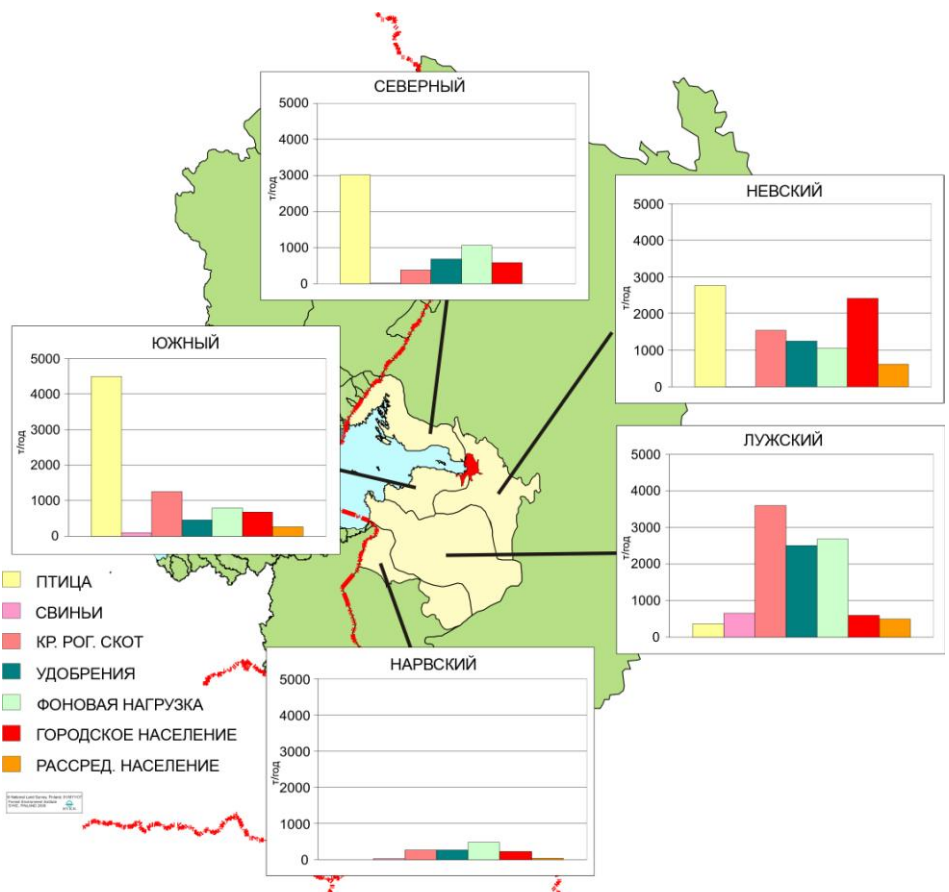 СЕВЕРНЫЙ
5000
4000
3000
2000
1000
0
т/год
НЕВСКИЙ
5000
4000
3000
2000
1000
0
т/год
ЮЖНЫЙ
5000
4000
3000
2000
1000
0
т/год
ЛУЖСКИЙ
5000
4000
3000
2000
1000
0
т/год
ПТИЦА
СВИНЬИ
КР. РОГ. СКОТ
УДОБРЕНИЯ
ФОНОВАЯ НАГРУЗКА
ГОРОДСКОЕ НАСЕЛЕНИЕ
РАССРЕД. НАСЕЛЕНИЕ
НАРВСКИЙ
5000
4000
3000
2000
1000
0
т/год